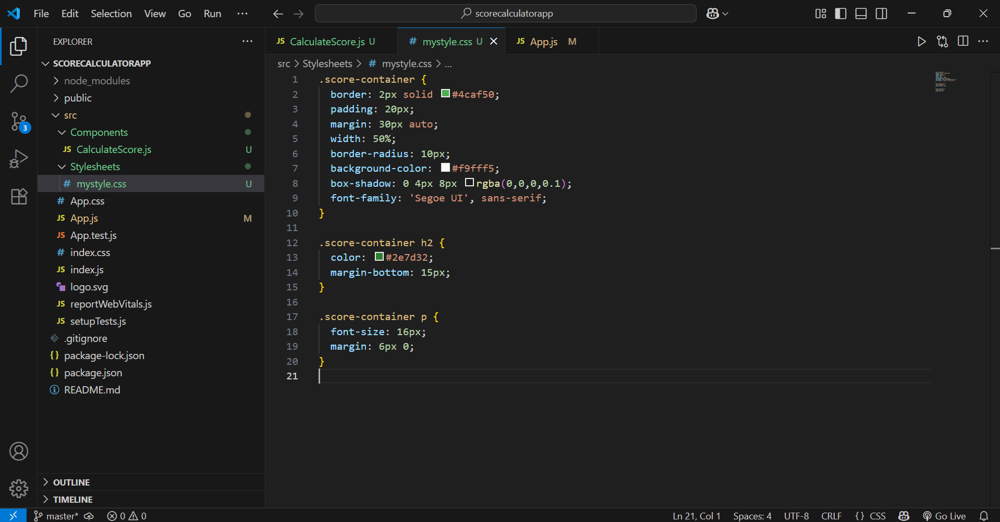 File Edit Selection View Go Run ··· scorecalculatorapp
EXPLORER ···
SCORECALCULATORAPP
node_modules
public
src
Components
CalculateScore.js U
Stylesheets
mystyle.css U
App.css
App.js M
App.test.js
index.css
index.js
logo.svg
reportWebVitals.js
setupTests.js
.gitignore
package-lock.json
package.json
README.md
OUTLINE
TIMELINE
3
JS CalculateScore.js U # mystyle.css U JS App.js M
src > Stylesheets > # mystyle.css > ...
1 .score-container {
2 border: 2px solid #4caf50;
3 padding: 20px;
4 margin: 30px auto;
5 width: 50%;
6 border-radius: 10px;
7 background-color: #f9fff5;
8 box-shadow: 0 4px 8px rgba(0,0,0,0.1);
9 font-family: 'Segoe UI', sans-serif;
10 }
11
12 .score-container h2 {
13 color: #2e7d32;
14 margin-bottom: 15px;
15 }
16
17 .score-container p {
18 font-size: 16px;
19 margin: 6px 0;
20 }
21
master* 0 0 Ln 21, Col 1 Spaces: 4 UTF-8 CRLF {} CSS Go Live